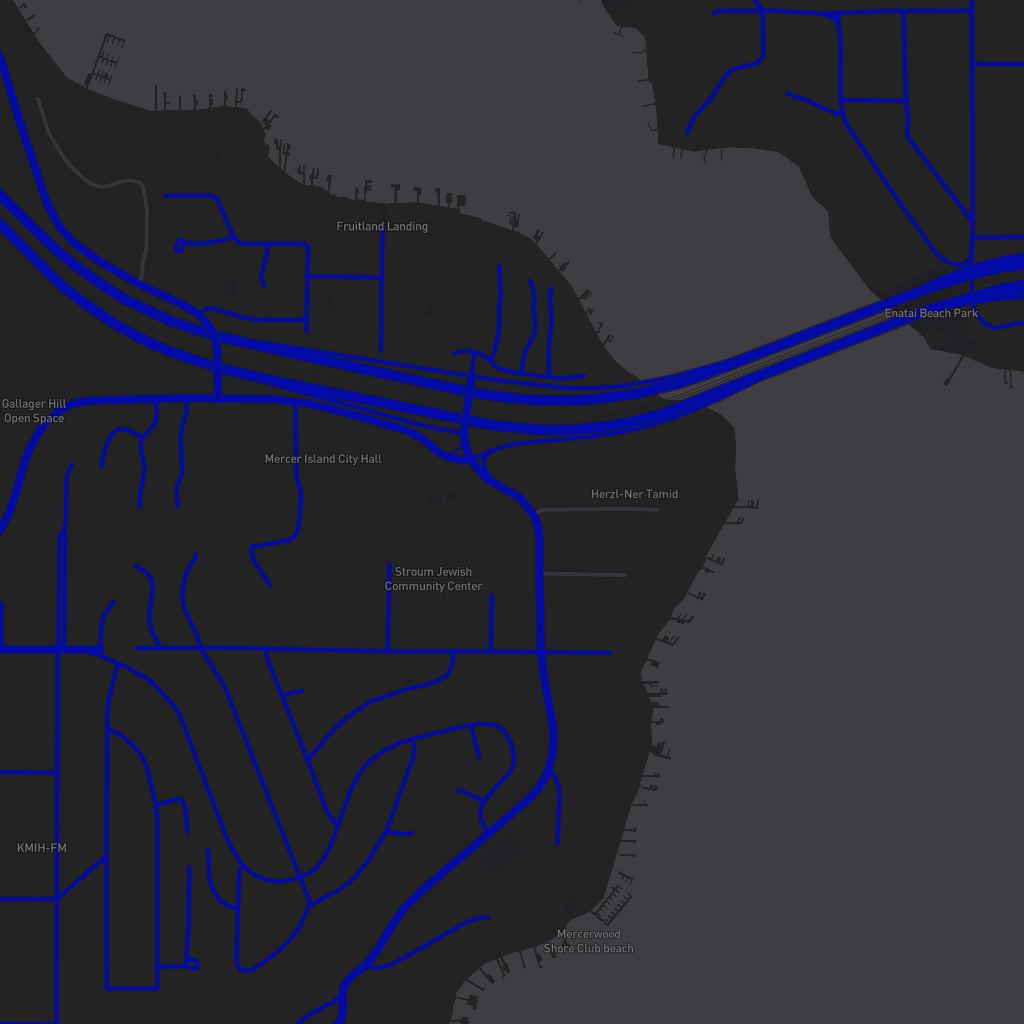 Fruitland Landing
Enatai Beach Park
Gallager Hill
Open Space
Mercer Island City Hall
Herzl-Ner Tamid
Stroum Jewish
Community Center
KMIH-FM
Mercerwood
Shore Club beach